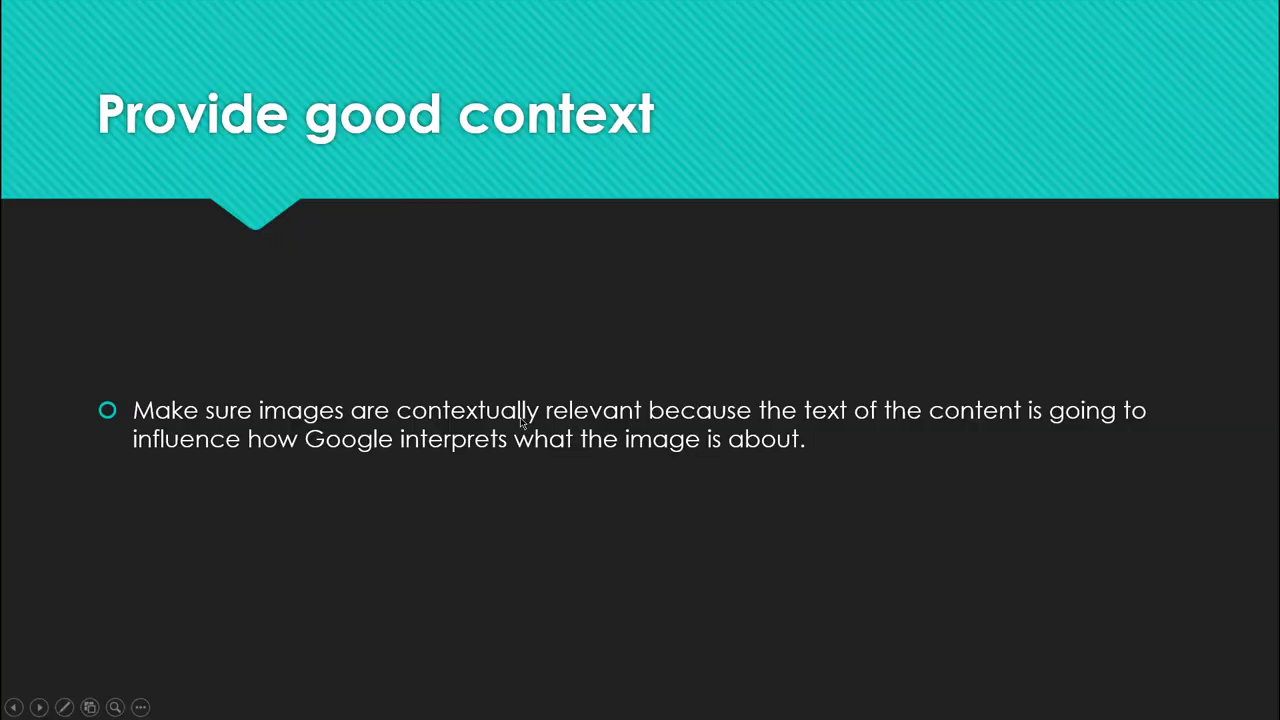 Provide good context
Make sure images are contextually relevant because the text of the content is going to
influence how Google interprets what the image is about.